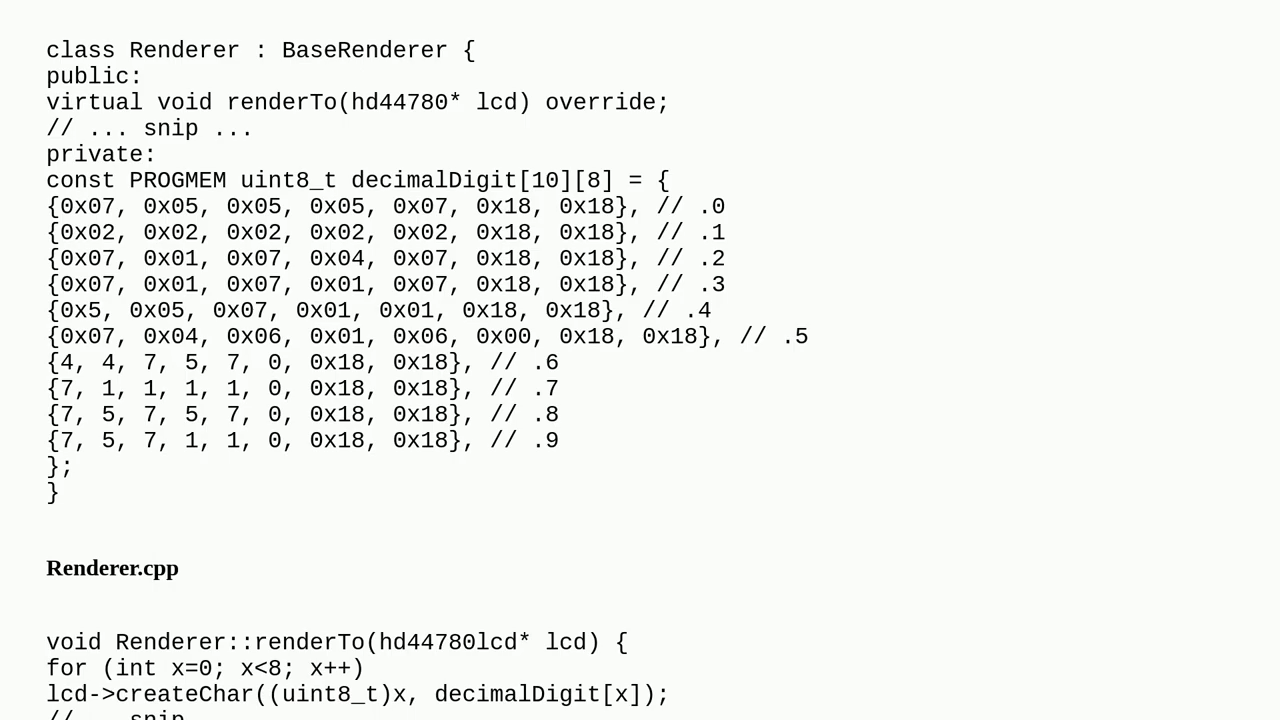 class Renderer : BaseRenderer {
public:
virtual void renderTo(hd44780* lcd) override;
// ... snip ...
private:
const PROGMEM uint8_t decimalDigit[10][8] = {
{0x07, 0x05, 0x05, 0x05, 0x07, 0x18, 0x18}, // .0
{0x02, 0x02, 0x02, 0x02, 0x02, 0x18, 0x18}, // .1
{0x07, 0x01, 0x07, 0x04, 0x07, 0x18, 0x18}, // .2
{0x07, 0x01, 0x07, 0x01, 0x07, 0x18, 0x18}, // .3
{0x5, 0x05, 0x07, 0x01, 0x01, 0x18, 0x18}, // .4
{0x07, 0x04, 0x06, 0x01, 0x06, 0x00, 0x18, 0x18}, // .5
{4, 4, 7, 5, 7, 0, 0x18, 0x18}, // .6
{7, 1, 1, 1, 1, 0, 0x18, 0x18}, // .7
{7, 5, 7, 5, 7, 0, 0x18, 0x18}, // .8
{7, 5, 7, 1, 1, 0, 0x18, 0x18}, // .9
};
}
Renderer.cpp
void Renderer::renderTo(hd44780lcd* lcd) {
for (int x=0; x<8; x++)
lcd->createChar((uint8_t)x, decimalDigit[x]);
// ... snip